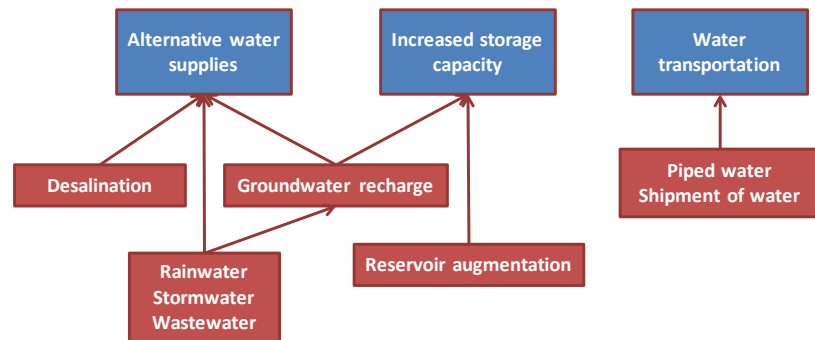 Alternative water
supplies
Increased storage
capacity
Water
transportation
Desalination
Groundwater recharge
Piped water
Shipment of water
Rainwater
Stormwater
Wastewater
Reservoir augmentation